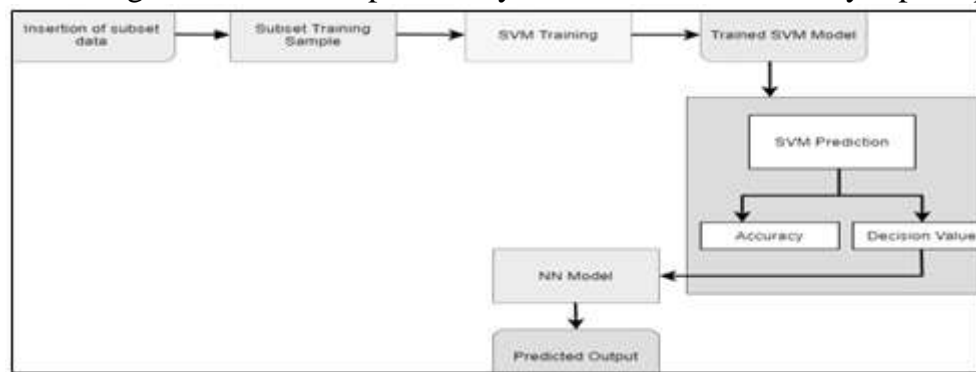 Insertion of subset
data
Subset Training
Sample
SVM Training
Trained SVM Model
SVM Prediction
Accuracy
Decision Value
NN Model
Predicted Output